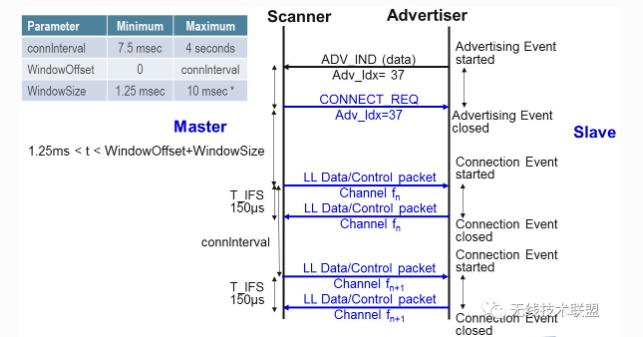 Scanner Advertiser
Parameter Minimum Maximum
connInterval 7.5 msec 4 seconds
WindowOffset 0 connInterval
WindowSize 1.25 msec 10 msec *
ADV_IND (data)
Adv_Idx= 37
Advertising Event
started
CONNECT_REQ
Adv_Idx=37
Advertising Event
closed
Master
Slave
1.25ms < t < WindowOffset+WindowSize
Connection Event
started
LL Data/Control packet
Channel fn
T_IFS
150µs
LL Data/Control packet
Channel fn
Connection Event
closed
connInterval
Connection Event
started
LL Data/Control packet
Channel fn+1
T_IFS
150µs
LL Data/Control packet
Channel fn+1
无线技术联盟
Connection Event
closed